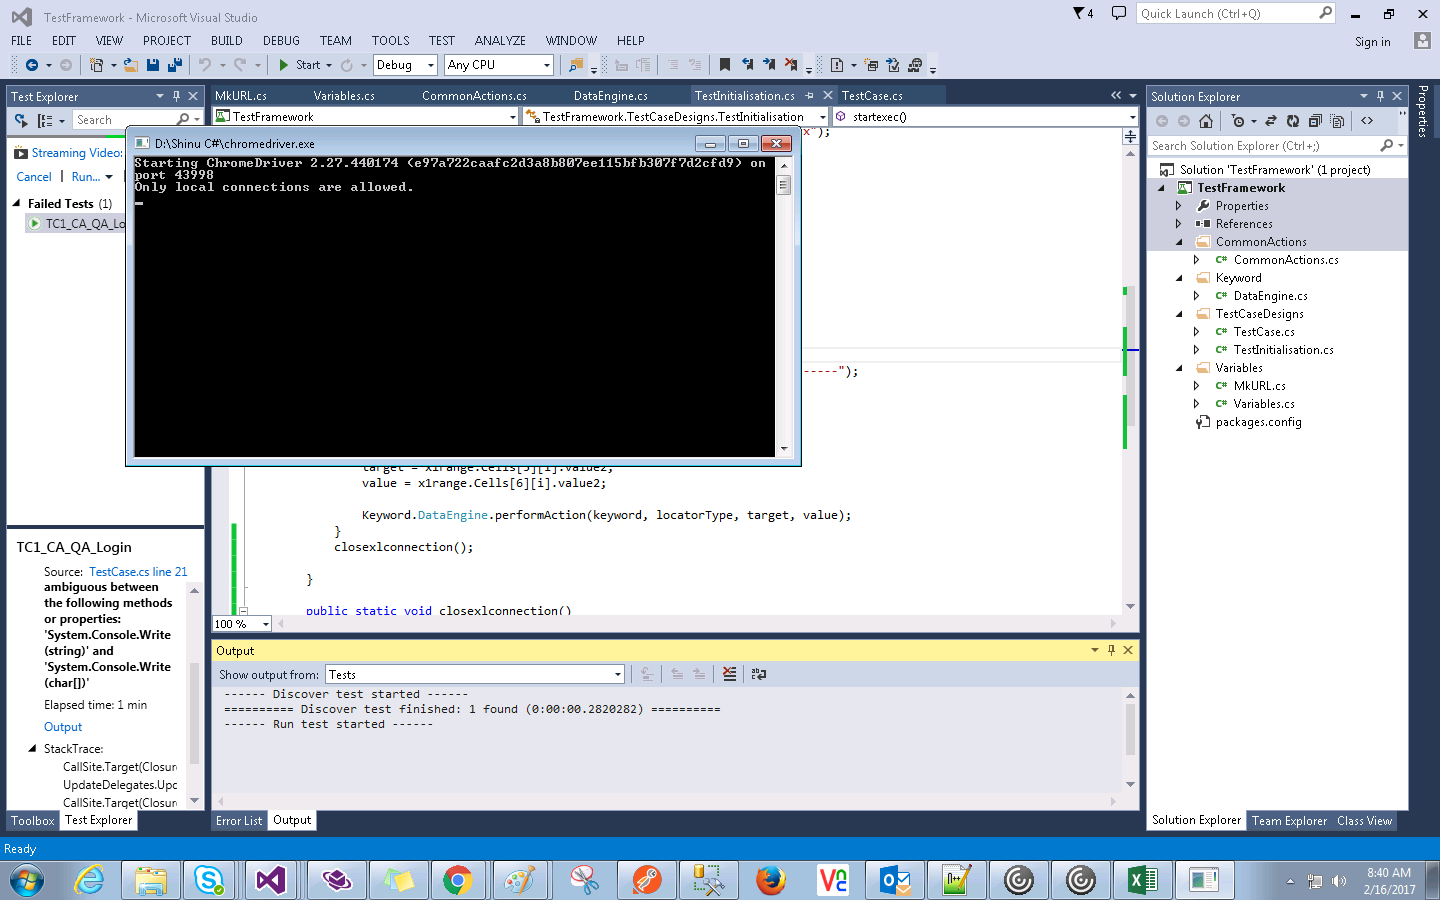 TestFramework - Microsoft Visual Studio
4
Quick Launch (Ctrl+Q)
FILE EDIT VIEW PROJECT BUILD DEBUG TEAM TOOLS TEST ANALYZE WINDOW HELP
Sign in
Start Debug Any CPU
Test Explorer
Search
Streaming Video:
Cancel Run...
Failed Tests (1)
TC1_CA_QA_Lo
MkURL.cs Variables.cs CommonActions.cs DataEngine.cs TestInitialisation.cs TestCase.cs
TestFramework TestFramework.TestCaseDesigns.TestInitialisation startexec()
x");
D:\Shinu C#\chromedriver.exe
Starting ChromeDriver 2.27.440174 (e97a722caafc2d3a8b807ee115bfb307f7d2cfd9) on
port 43998
Only local connections are allowed.
-----");
target = x1range.Cells[5][i].value2;
value = x1range.Cells[6][i].value2;
Keyword.DataEngine.performAction(keyword, locatorType, target, value);
}
closexlconnection();
}
public static void closexlconnection()
100 %
TC1_CA_QA_Login
Source: TestCase.cs line 21
ambiguous between
the following methods
or properties:
'System.Console.Write
(string)' and
'System.Console.Write
(char[])'
Elapsed time: 1 min
Output
StackTrace:
CallSite.Target(Closur
UpdateDelegates.Upc
CallSite.Target(Closur
Toolbox Test Explorer
Output
Show output from: Tests
------ Discover test started ------
========== Discover test finished: 1 found (0:00:00.2820282) ==========
------ Run test started ------
Error List Output
Solution Explorer
Search Solution Explorer (Ctrl+;)
Solution 'TestFramework' (1 project)
TestFramework
Properties
References
CommonActions
CommonActions.cs
Keyword
DataEngine.cs
TestCaseDesigns
TestCase.cs
TestInitialisation.cs
Variables
MkURL.cs
Variables.cs
packages.config
Solution Explorer Team Explorer Class View
Properties
Ready
8:40 AM
2/16/2017